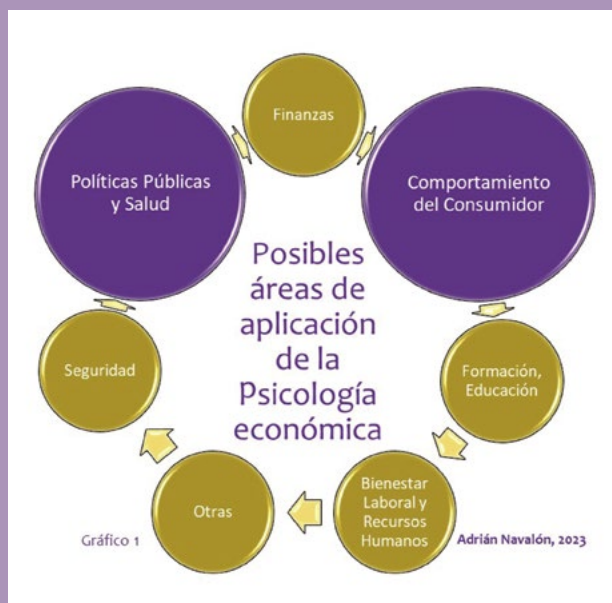 Finanzas
Políticas Públicas
y Salud
Comportamiento
del Consumidor
Posibles
áreas de
aplicación
de la
Psicología
económica
Seguridad
Formación,
Educación
Otras
Bienestar
Laboral y
Recursos
Humanos
Gráfico 1
Adrián Navalón, 2023